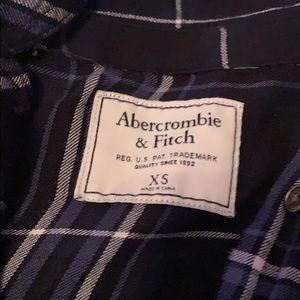 Abercrombie
& Fitch
REG. U.S. PAT. TRADEMARK
QUALITY SINCE 1892
XS
MADE IN CHINA